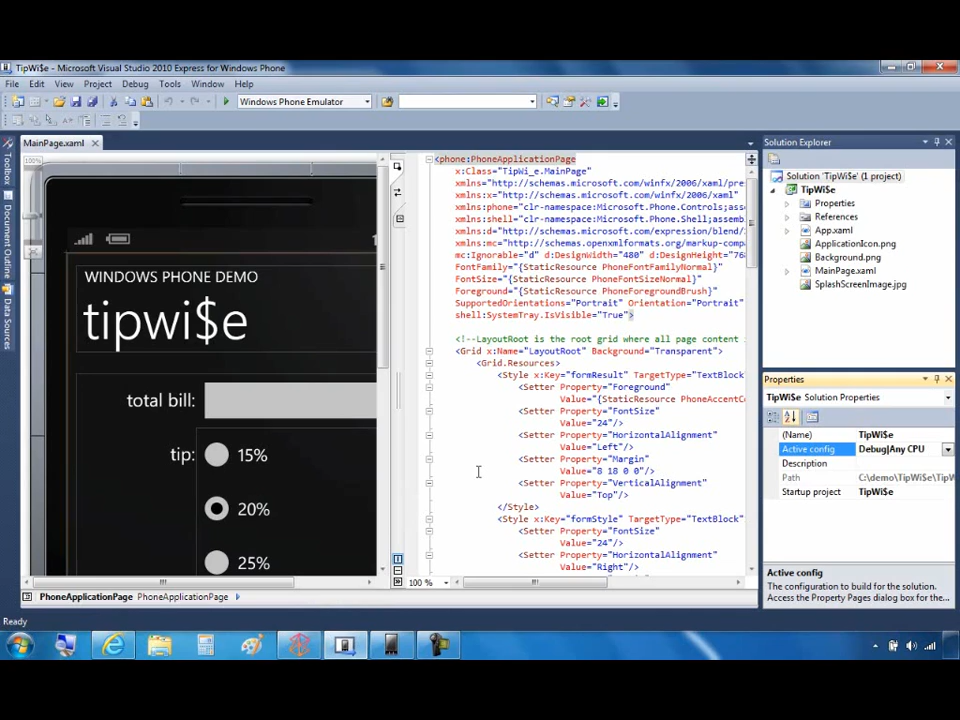 TipWi$e - Microsoft Visual Studio 2010 Express for Windows Phone
File Edit View Project Debug Tools Window Help
Windows Phone Emulator
MainPage.xaml
Toolbox
Document Outline
Data Sources
100%
WINDOWS PHONE DEMO
tipwi$e
total bill:
tip:
15%
20%
25%
<phone:PhoneApplicationPage
x:Class="TipWi_e.MainPage"
xmlns="http://schemas.microsoft.com/winfx/2006/xaml/pre
xmlns:x="http://schemas.microsoft.com/winfx/2006/xaml"
xmlns:phone="clr-namespace:Microsoft.Phone.Controls;asse
xmlns:shell="clr-namespace:Microsoft.Phone.Shell;assemb
xmlns:d="http://schemas.microsoft.com/expression/blend/
xmlns:mc="http://schemas.openxmlformats.org/markup-comp
mc:Ignorable="d" d:DesignWidth="480" d:DesignHeight="76
FontFamily="{StaticResource PhoneFontFamilyNormal}"
FontSize="{StaticResource PhoneFontSizeNormal}"
Foreground="{StaticResource PhoneForegroundBrush}"
SupportedOrientations="Portrait" Orientation="Portrait"
shell:SystemTray.IsVisible="True">
<!--LayoutRoot is the root grid where all page content
<Grid x:Name="LayoutRoot" Background="Transparent">
<Grid.Resources>
<Style x:Key="formResult" TargetType="TextBlock"
<Setter Property="Foreground"
Value="{StaticResource PhoneAccentCo
<Setter Property="FontSize"
Value="24"/>
<Setter Property="HorizontalAlignment"
Value="Left"/>
<Setter Property="Margin"
Value="8 18 0 0"/>
<Setter Property="VerticalAlignment"
Value="Top"/>
</Style>
<Style x:Key="formStyle" TargetType="TextBlock"
<Setter Property="FontSize"
Value="24"/>
<Setter Property="HorizontalAlignment"
Value="Right"/>
100 %
PhoneApplicationPage PhoneApplicationPage
Ready
Solution Explorer
Solution 'TipWi$e' (1 project)
TipWi$e
Properties
References
App.xaml
ApplicationIcon.png
Background.png
MainPage.xaml
SplashScreenImage.jpg
Properties
TipWi$e Solution Properties
(Name) TipWi$e
Active config Debug|Any CPU
Description
Path C:\demo\TipWi$e\TipW
Startup project TipWi$e
Active config
The configuration to build for the solution.
Access the Property Pages dialog box for the...